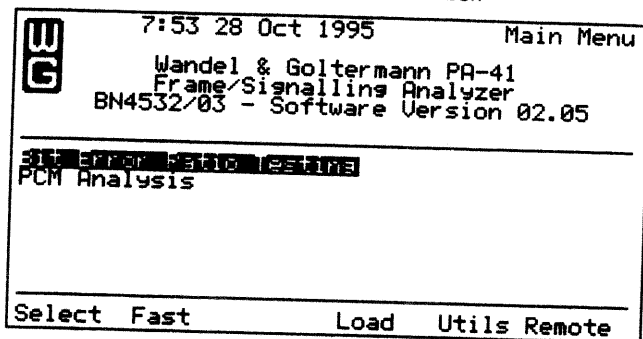 7:53 28 Oct 1995 Main Menu
WG
Wandel & Goltermann PA-41
Frame/Signalling Analyzer
BN4532/03 - Software Version 02.05
Bit Error Ratio Testing
PCM Analysis
Select Fast Load Utils Remote